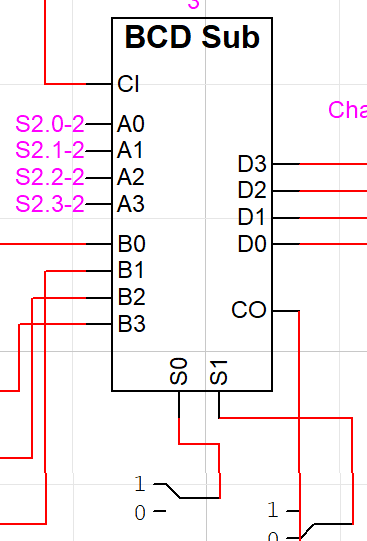 3
BCD Sub
CI
Cha
S2.0-2 A0
S2.1-2 A1
S2.2-2 A2
D3
S2.3-2 A3
D2
D1
B0
D0
B1
B2
CO
B3
S0 S1
1
0
1
0